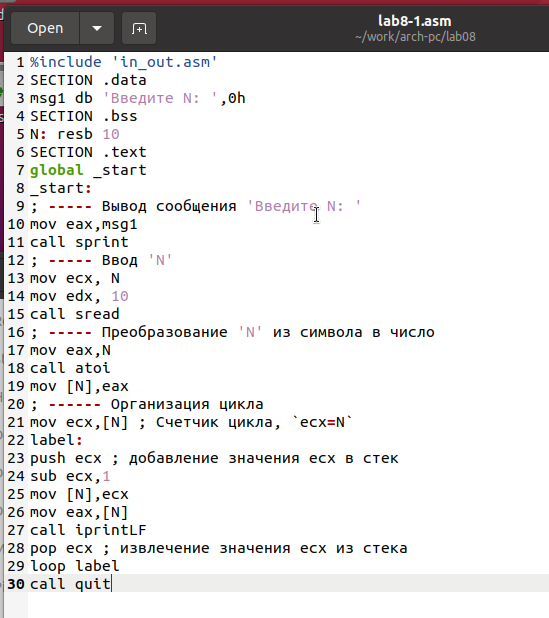 Open
lab8-1.asm
~/work/arch-pc/lab08
1 %include 'in_out.asm'
2 SECTION .data
3 msg1 db 'Введите N: ',0h
4 SECTION .bss
5 N: resb 10
6 SECTION .text
7 global _start
8 _start:
9 ; ----- Вывод сообщения 'Введите N: '
10 mov eax,msg1
11 call sprint
12 ; ----- Ввод 'N'
13 mov ecx, N
14 mov edx, 10
15 call sread
16 ; ----- Преобразование 'N' из символа в число
17 mov eax,N
18 call atoi
19 mov [N],eax
20 ; ------ Организация цикла
21 mov ecx,[N] ; Счетчик цикла, `ecx=N`
22 label:
23 push ecx ; добавление значения ecx в стек
24 sub ecx,1
25 mov [N],ecx
26 mov eax,[N]
27 call iprintLF
28 pop ecx ; извлечение значения ecx из стека
29 loop label
30 call quit